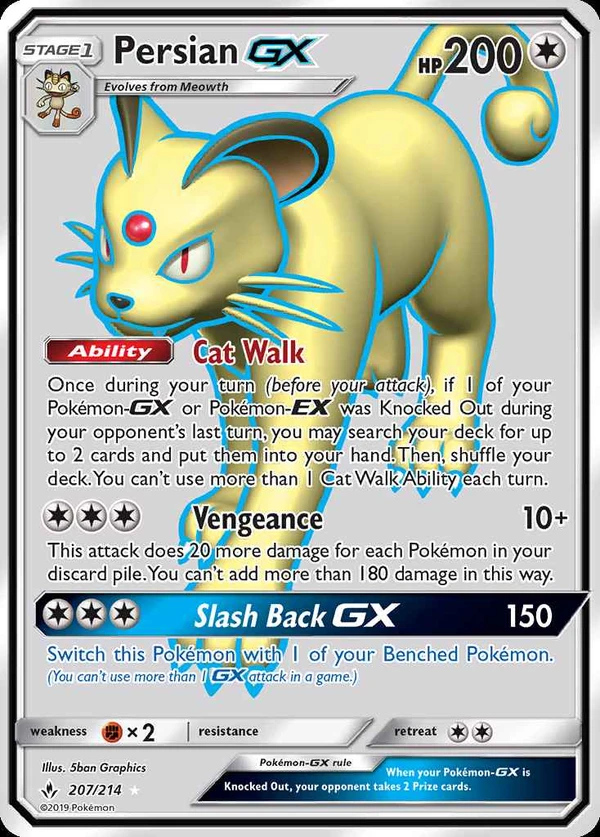 STAGE 1 Persian GX HP 200
Evolves from Meowth
Ability Cat Walk
Once during your turn (before your attack), if 1 of your
Pokémon-GX or Pokémon-EX was Knocked Out during
your opponent's last turn, you may search your deck for up
to 2 cards and put them into your hand. Then, shuffle your
deck. You can't use more than 1 Cat Walk Ability each turn.
Vengeance 10+
This attack does 20 more damage for each Pokémon in your
discard pile. You can't add more than 180 damage in this way.
Slash Back GX 150
Switch this Pokémon with 1 of your Benched Pokémon.
(You can't use more than 1 GX attack in a game.)
weakness ×2 resistance retreat
Illus. 5ban Graphics
207/214
©2019 Pokémon
Pokémon-GX rule
When your Pokémon-GX is
Knocked Out, your opponent takes 2 Prize cards.